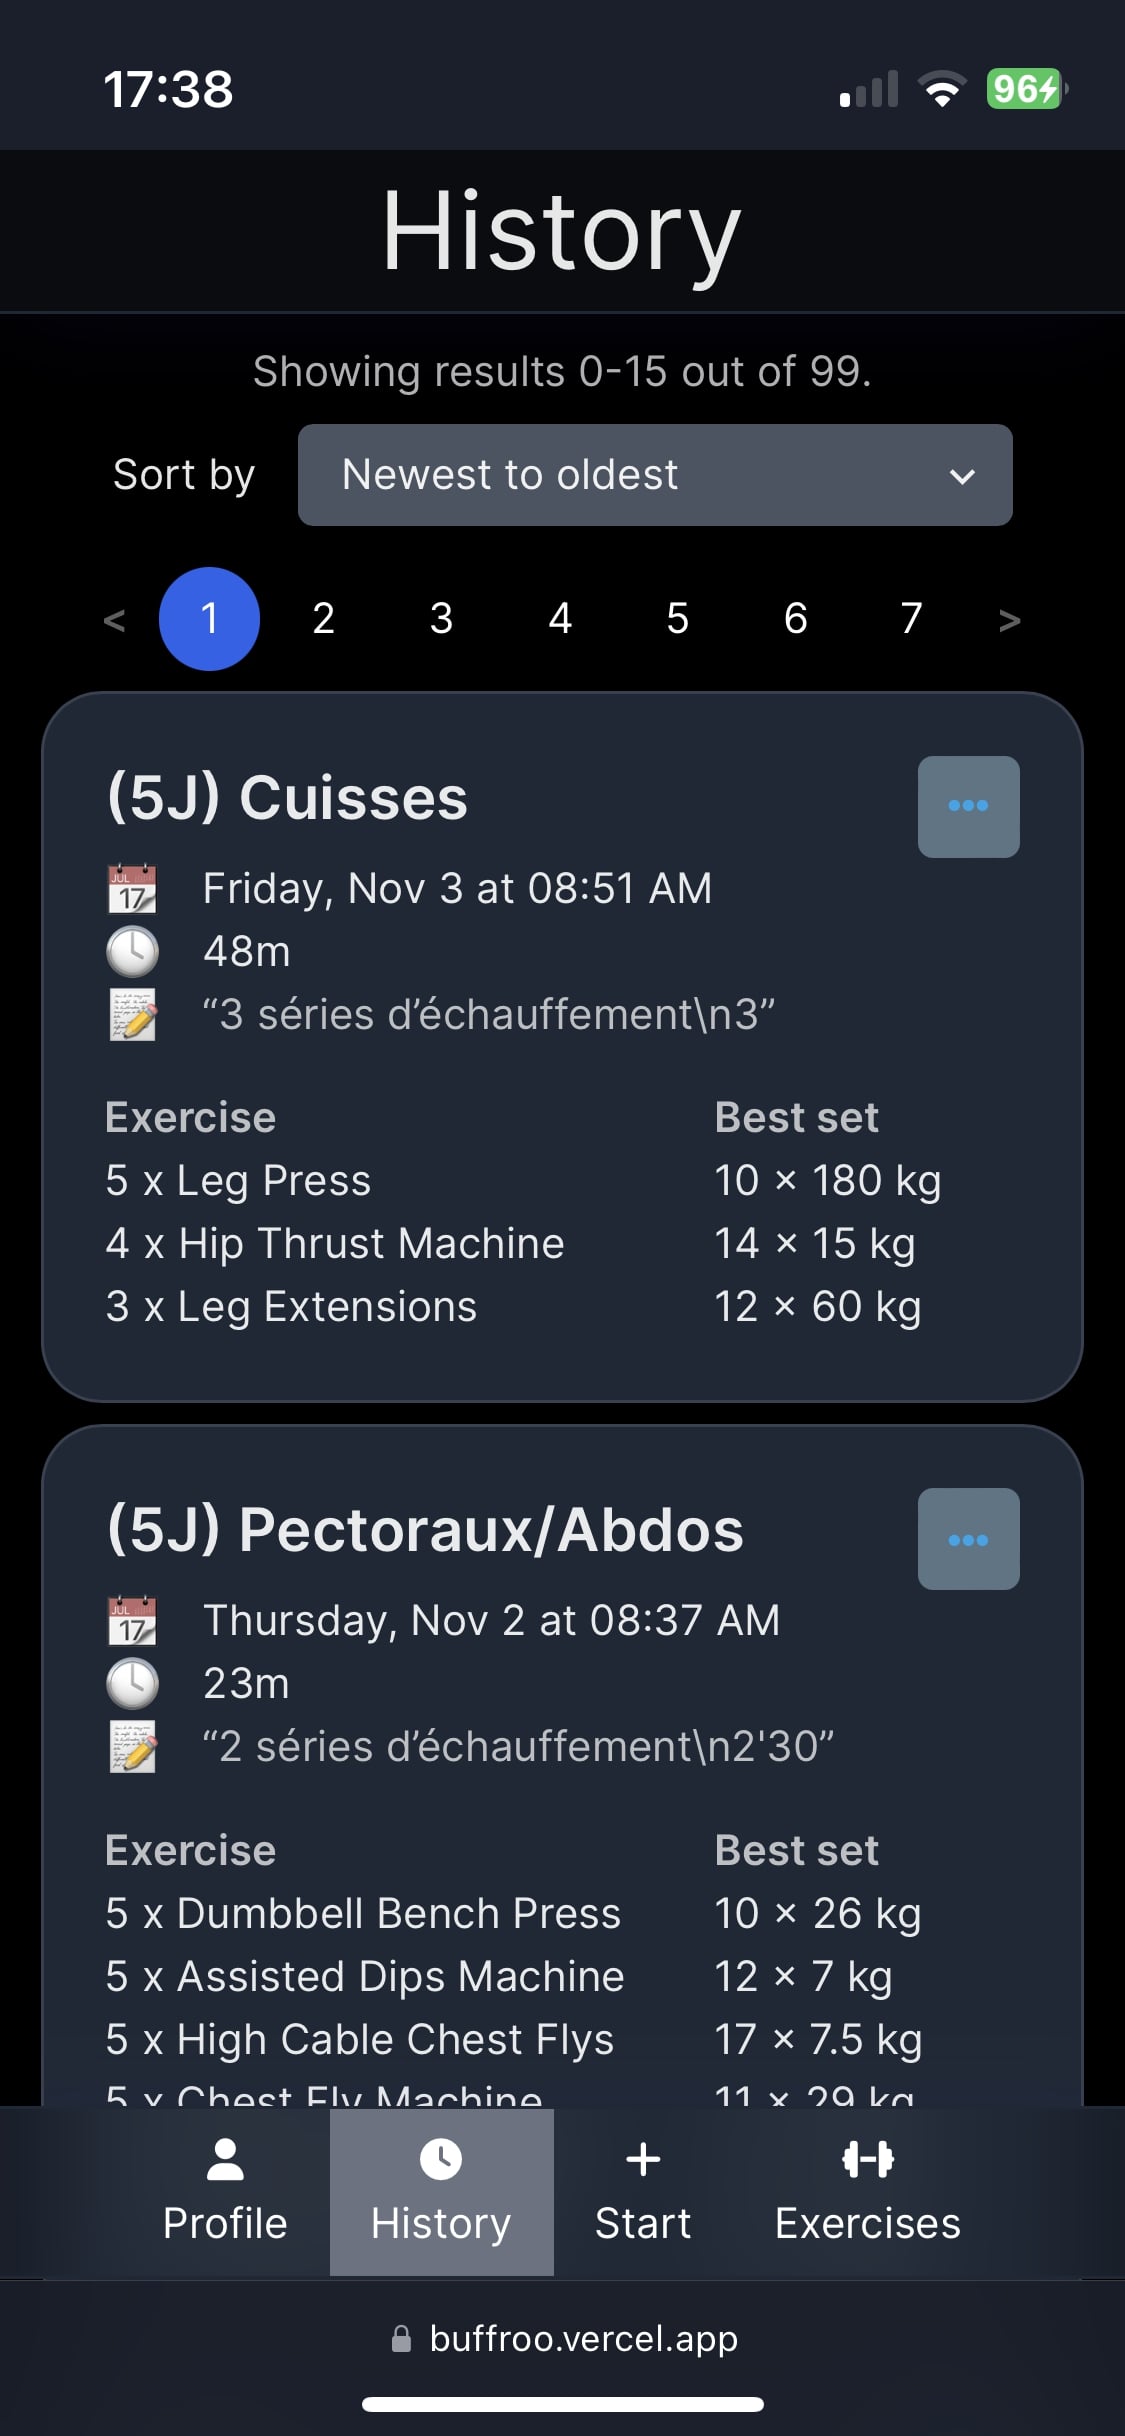 17:38
96
History
Showing results 0-15 out of 99.
Sort by Newest to oldest
< 1 2 3 4 5 6 7 >
(5J) Cuisses
Friday, Nov 3 at 08:51 AM
48m
“3 séries d’échauffement\n3”
Exercise Best set
5 x Leg Press 10 × 180 kg
4 x Hip Thrust Machine 14 × 15 kg
3 x Leg Extensions 12 × 60 kg
(5J) Pectoraux/Abdos
Thursday, Nov 2 at 08:37 AM
23m
“2 séries d’échauffement\n2'30”
Exercise Best set
5 x Dumbbell Bench Press 10 × 26 kg
5 x Assisted Dips Machine 12 × 7 kg
5 x High Cable Chest Flys 17 × 7.5 kg
5 x Chest Fly Machine 11 × 29 kg
Profile History Start Exercises
buffroo.vercel.app